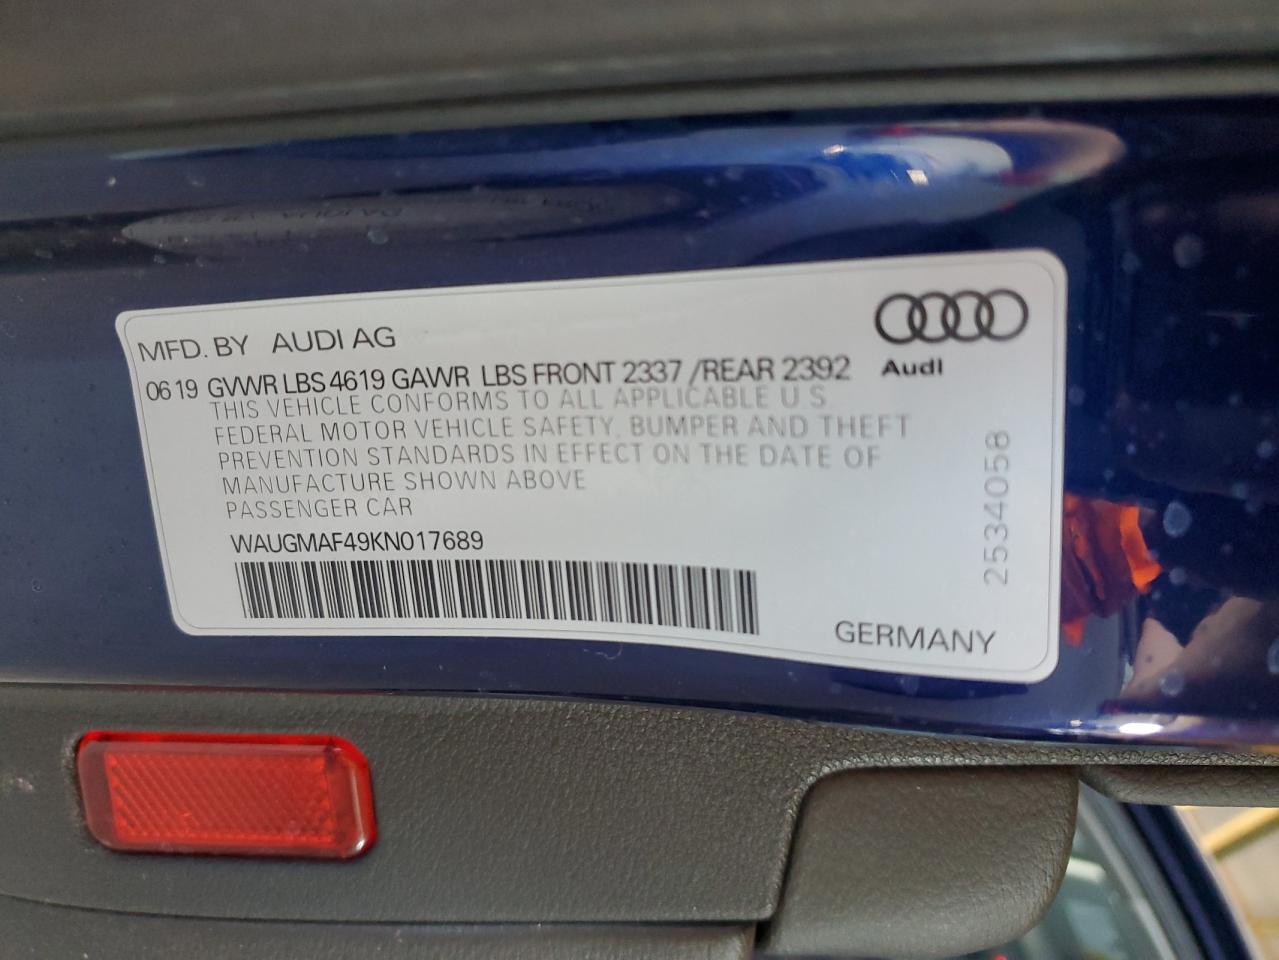 MFD. BY AUDI AG
06 19 GVWR LBS 4619 GAWR LBS FRONT 2337 /REAR 2392
Audi
THIS VEHICLE CONFORMS TO ALL APPLICABLE U S
FEDERAL MOTOR VEHICLE SAFETY, BUMPER AND THEFT
PREVENTION STANDARDS IN EFFECT ON THE DATE OF
MANUFACTURE SHOWN ABOVE
PASSENGER CAR
WAUGMAF49KN017689
GERMANY
2534058